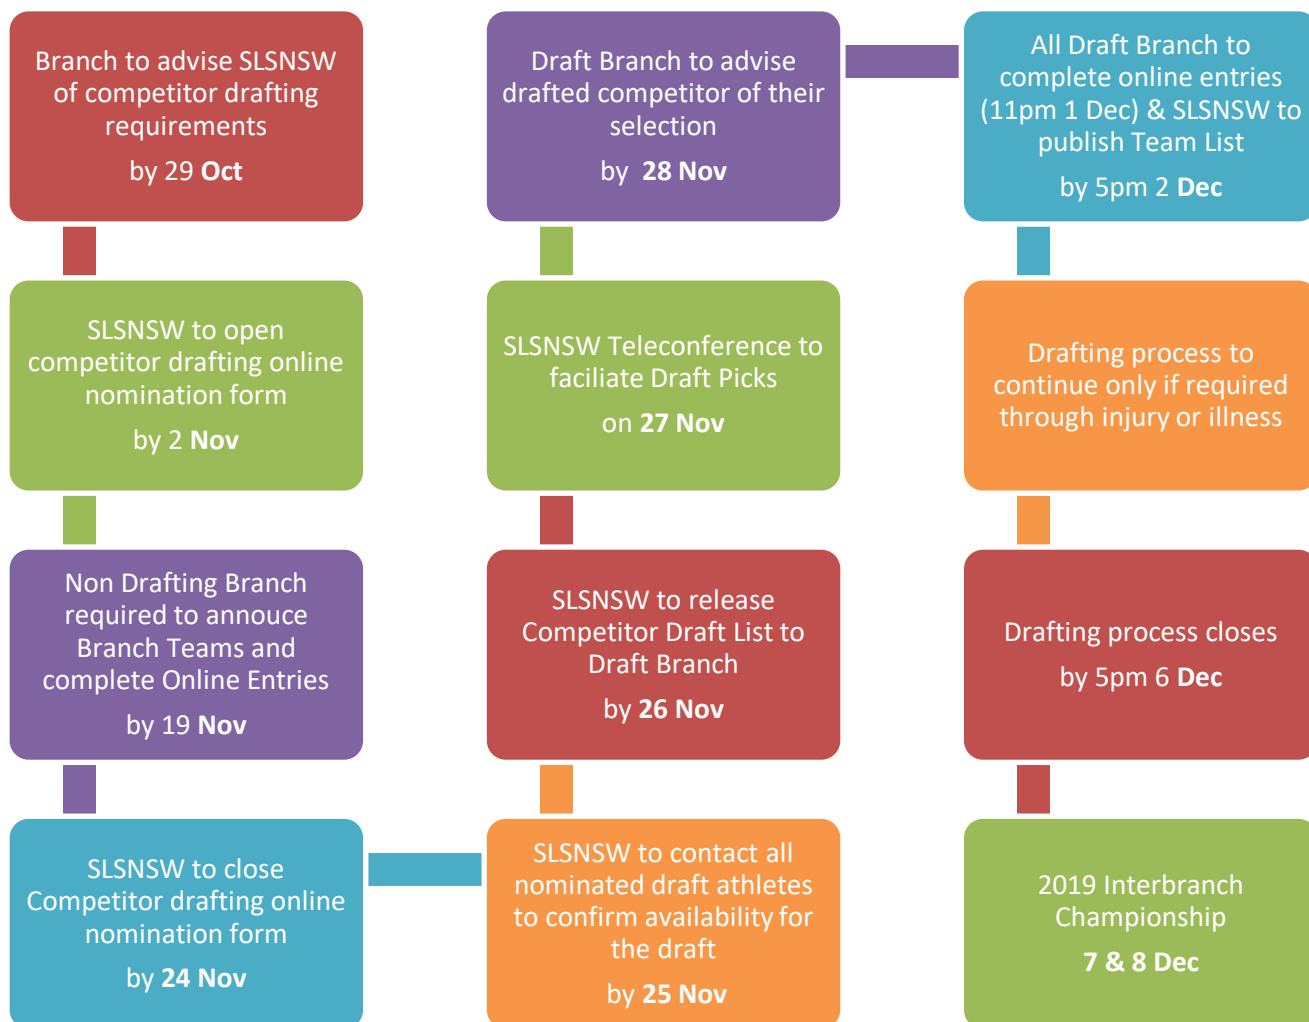 Branch to advise SLSNSW
of competitor drafting
requirements
by 29 Oct
SLSNSW to open
competitor drafting online
nomination form
by 2 Nov
Non Drafting Branch
required to annouce
Branch Teams and
complete Online Entries
by 19 Nov
SLSNSW to close
Competitor drafting online
nomination form
by 24 Nov
SLSNSW to contact all
nominated draft athletes
to confirm availability for
the draft
by 25 Nov
SLSNSW to release
Competitor Draft List to
Draft Branch
by 26 Nov
SLSNSW Teleconference to
faciliate Draft Picks
on 27 Nov
Draft Branch to advise
drafted competitor of their
selection
by 28 Nov
All Draft Branch to
complete online entries
(11pm 1 Dec) & SLSNSW to
publish Team List
by 5pm 2 Dec
Drafting process to
continue only if required
through injury or illness
Drafting process closes
by 5pm 6 Dec
2019 Interbranch
Championship
7 & 8 Dec